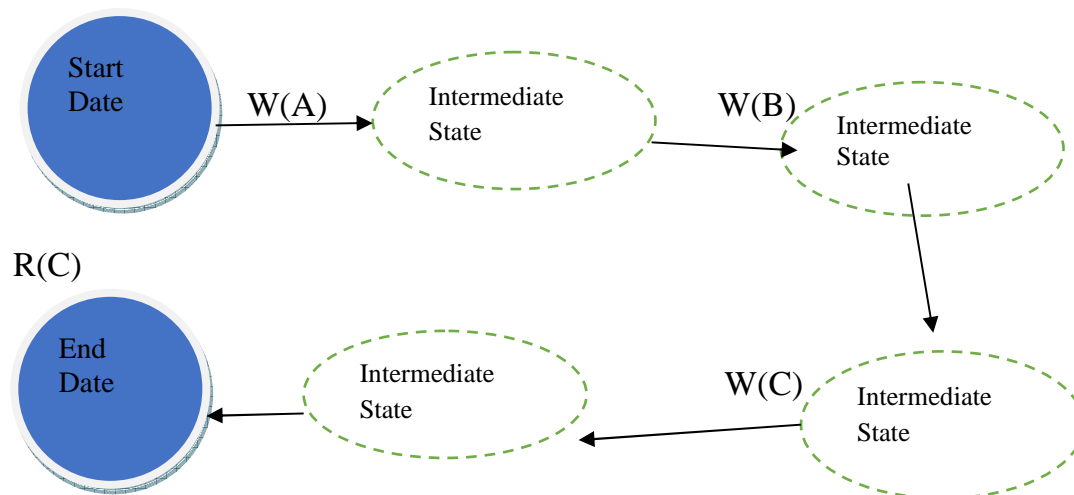 Start
Date
W(A)
Intermediate
State
W(B)
Intermediate
State
R(C)
End
Date
Intermediate
State
W(C)
Intermediate
State